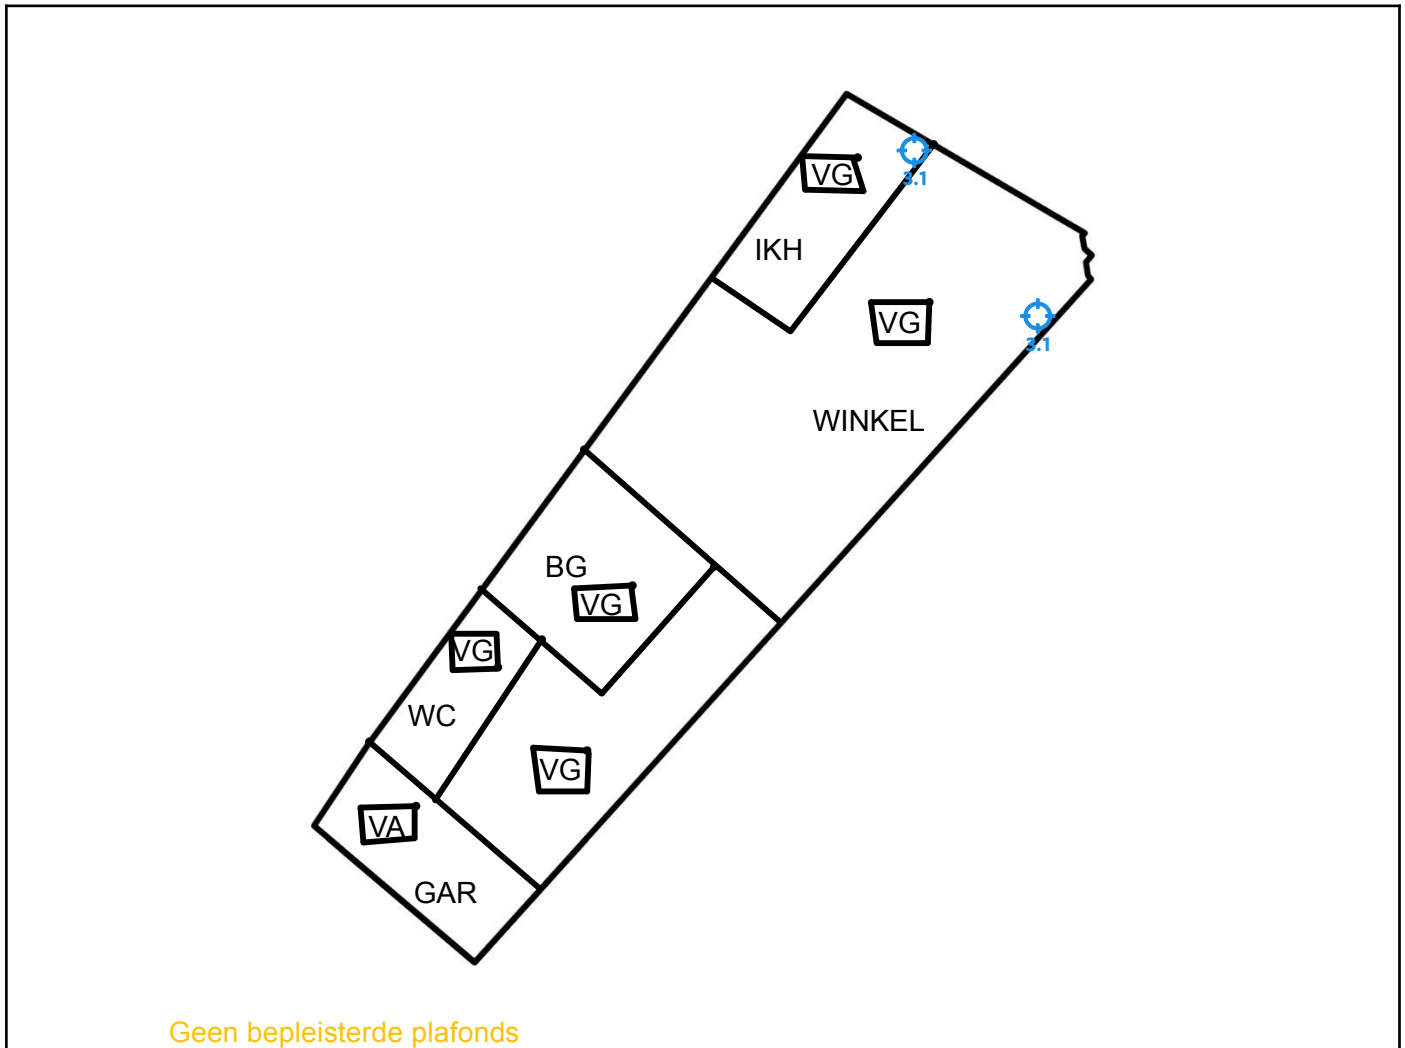 VG
3.1
IKH
VG
3.1
WINKEL
BG
VG
VG
WC
VG
VA
GAR
Geen bepleisterde plafonds